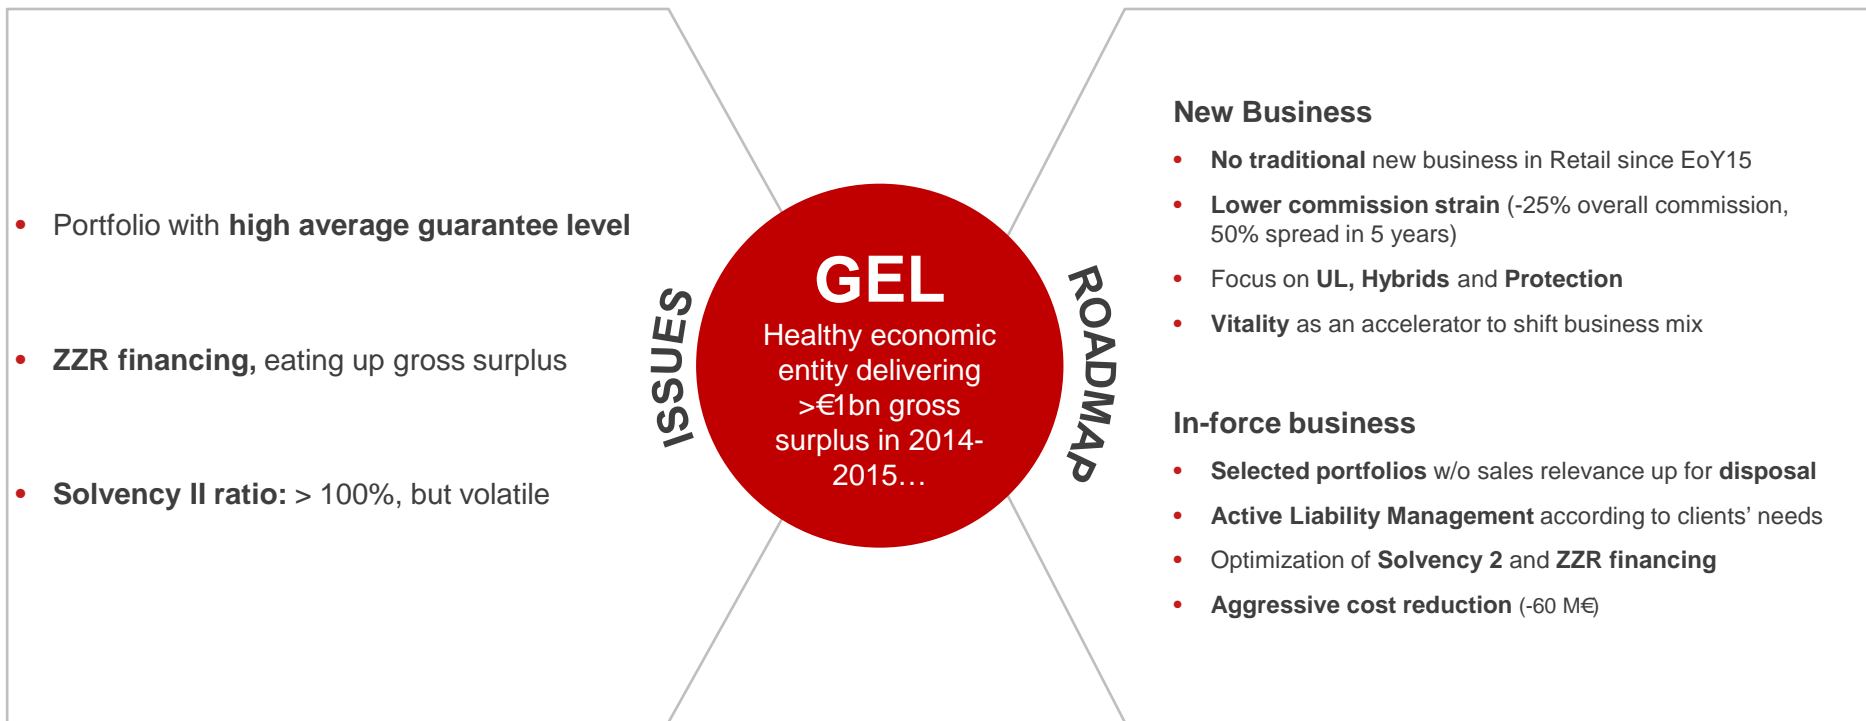 • Portfolio with high average guarantee level
• ZZR financing, eating up gross surplus
• Solvency II ratio: > 100%, but volatile
ISSUES
GEL
Healthy economic
entity delivering
>€1bn gross
surplus in 2014-
2015…
ROADMAP
New Business
• No traditional new business in Retail since EoY15
• Lower commission strain (-25% overall commission,
50% spread in 5 years)
• Focus on UL, Hybrids and Protection
• Vitality as an accelerator to shift business mix
In-force business
• Selected portfolios w/o sales relevance up for disposal
• Active Liability Management according to clients’ needs
• Optimization of Solvency 2 and ZZR financing
• Aggressive cost reduction (-60 M€)